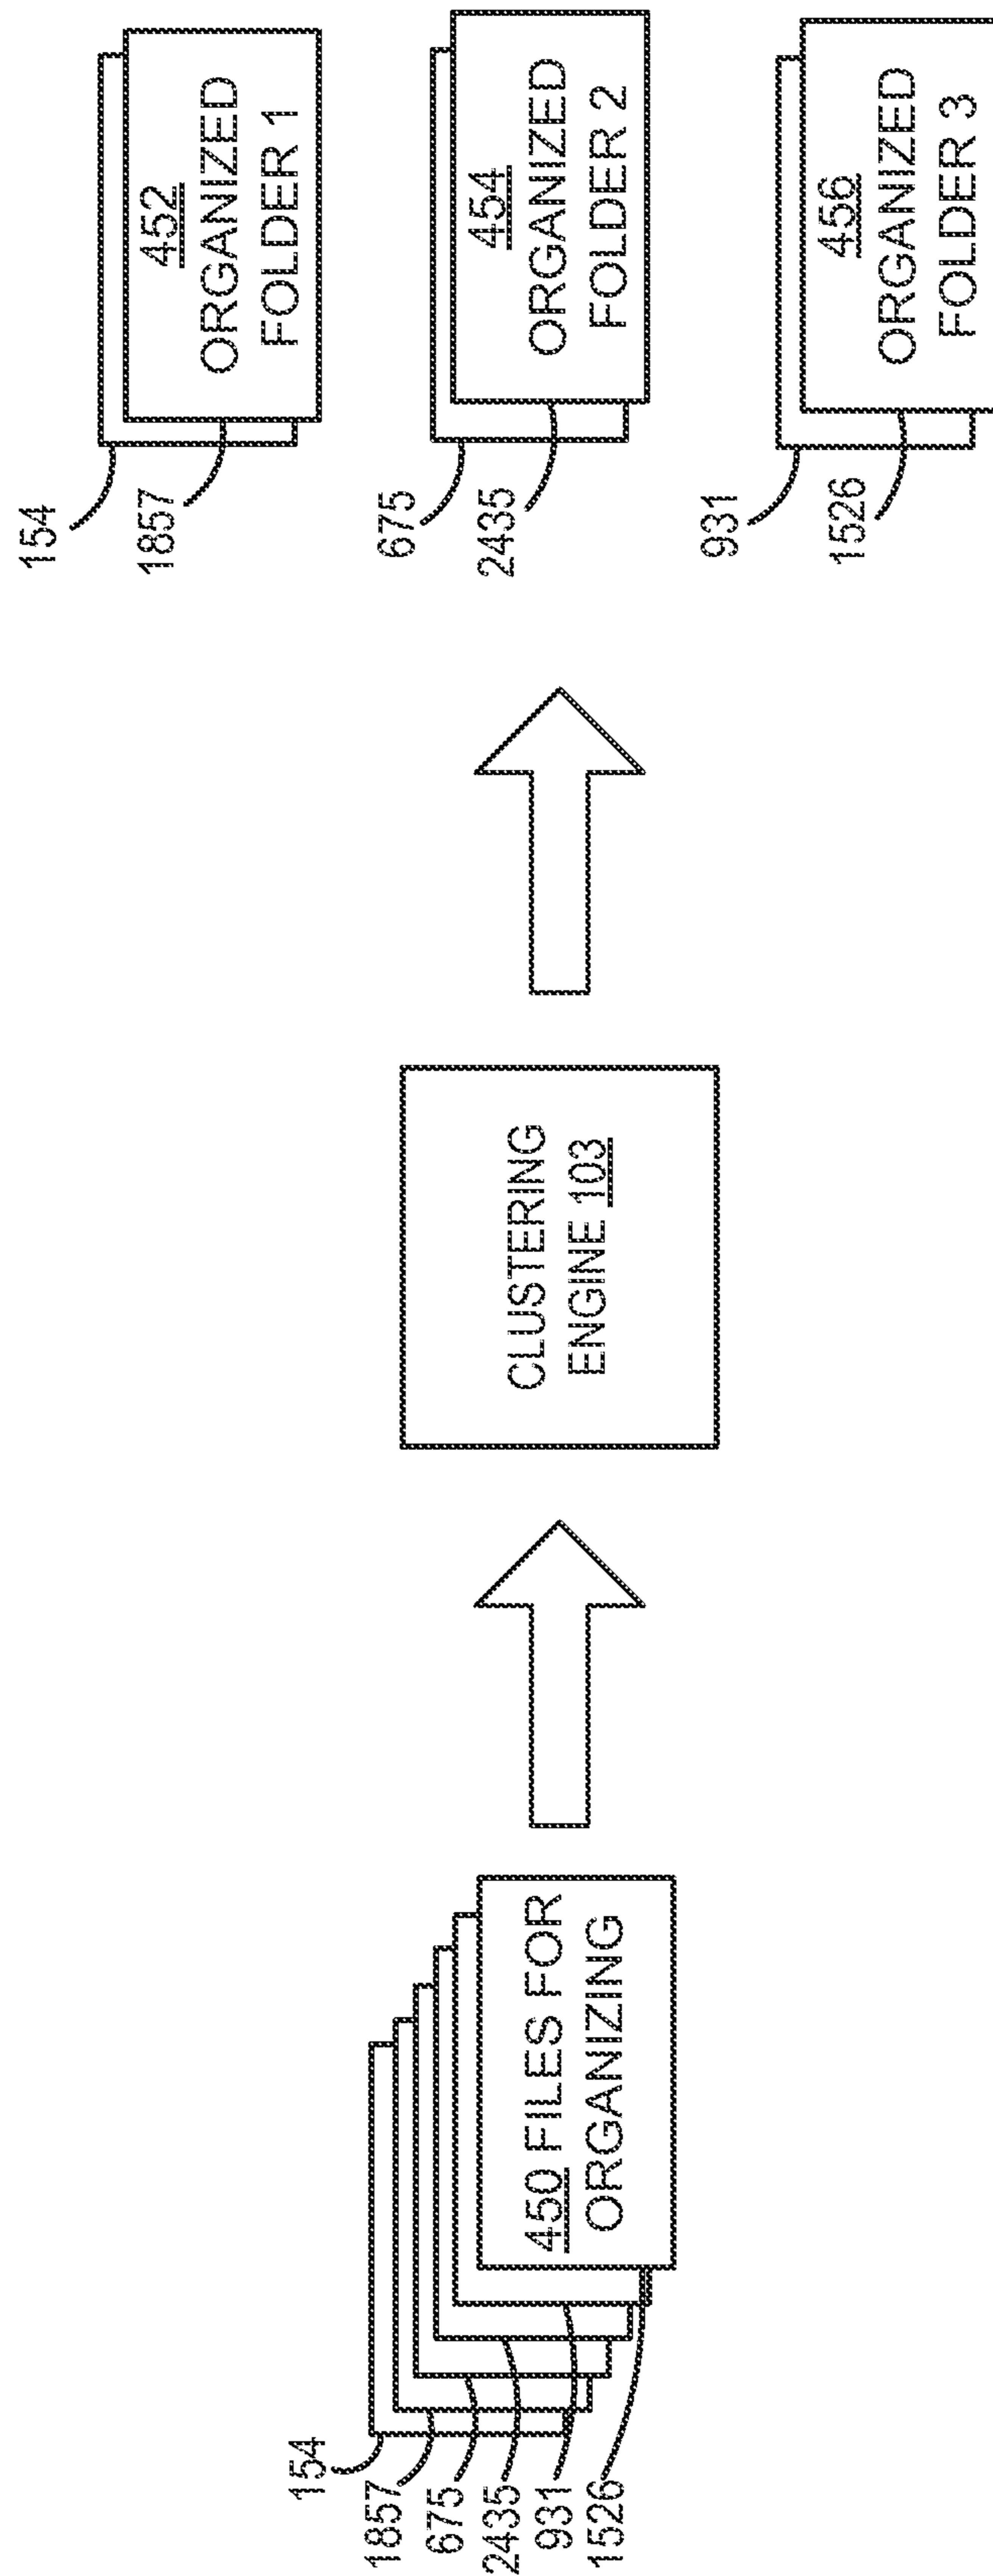 154
1857
675
2435
931
1526
450 FILES FOR
ORGANIZING
CLUSTERING
ENGINE 103
154
1857
452
ORGANIZED
FOLDER 1
675
2435
454
ORGANIZED
FOLDER 2
931
1526
456
ORGANIZED
FOLDER 3